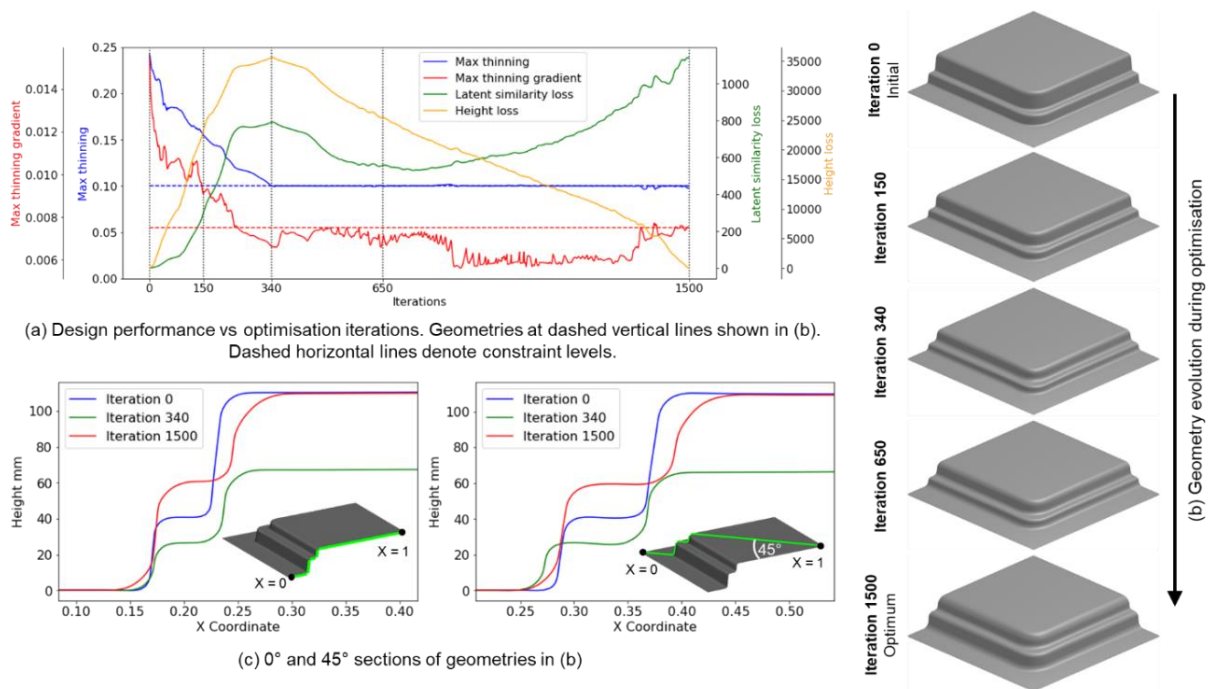 Max thinning gradient
0.014
0.012
0.010
0.008
0.006
Max thinning
0.25
0.20
0.15
0.10
0.05
0.00
Max thinning
Max thinning gradient
Latent similarity loss
Height loss
1000
800
600
400
200
0
Latent similarity loss
35000
30000
25000
20000
15000
10000
5000
0
Height loss
0 150 340 650 1500
Iterations
(a) Design performance vs optimisation iterations. Geometries at dashed vertical lines shown in (b).
Dashed horizontal lines denote constraint levels.
Height mm
100
80
60
40
20
0
Iteration 0
Iteration 340
Iteration 1500
X = 0
X = 1
0.10 0.15 0.20 0.25 0.30 0.35 0.40
X Coordinate
Height mm
100
80
60
40
20
0
Iteration 0
Iteration 340
Iteration 1500
45°
X = 0
X = 1
0.25 0.30 0.35 0.40 0.45 0.50
X Coordinate
(c) 0° and 45° sections of geometries in (b)
Iteration 0
Initial
Iteration 150
Iteration 340
Iteration 650
Iteration 1500
Optimum
(b) Geometry evolution during optimisation